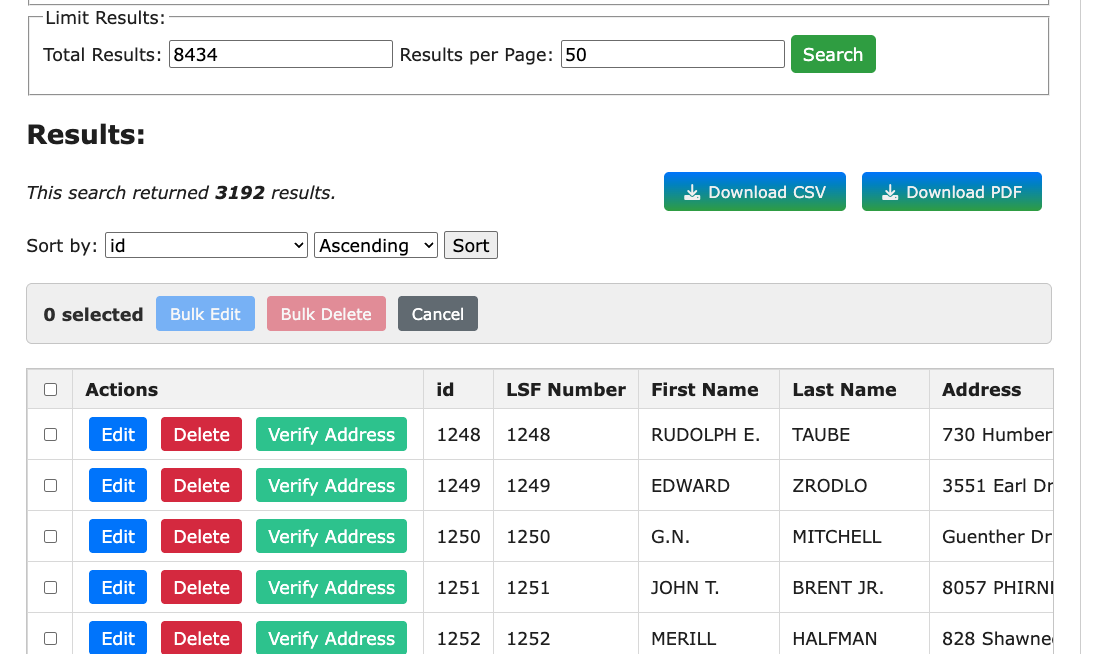 Limit Results:
Total Results: 8434 Results per Page: 50 Search
Results:
This search returned 3192 results. Download CSV Download PDF
Sort by: id Ascending Sort
0 selected Bulk Edit Bulk Delete Cancel
Actions id LSF Number First Name Last Name Address
Edit Delete Verify Address 1248 1248 RUDOLPH E. TAUBE 730 Humber
Edit Delete Verify Address 1249 1249 EDWARD ZRODLO 3551 Earl Dr
Edit Delete Verify Address 1250 1250 G.N. MITCHELL Guenther Dr
Edit Delete Verify Address 1251 1251 JOHN T. BRENT JR. 8057 PHIRN
Edit Delete Verify Address 1252 1252 MERILL HALFMAN 828 Shawne